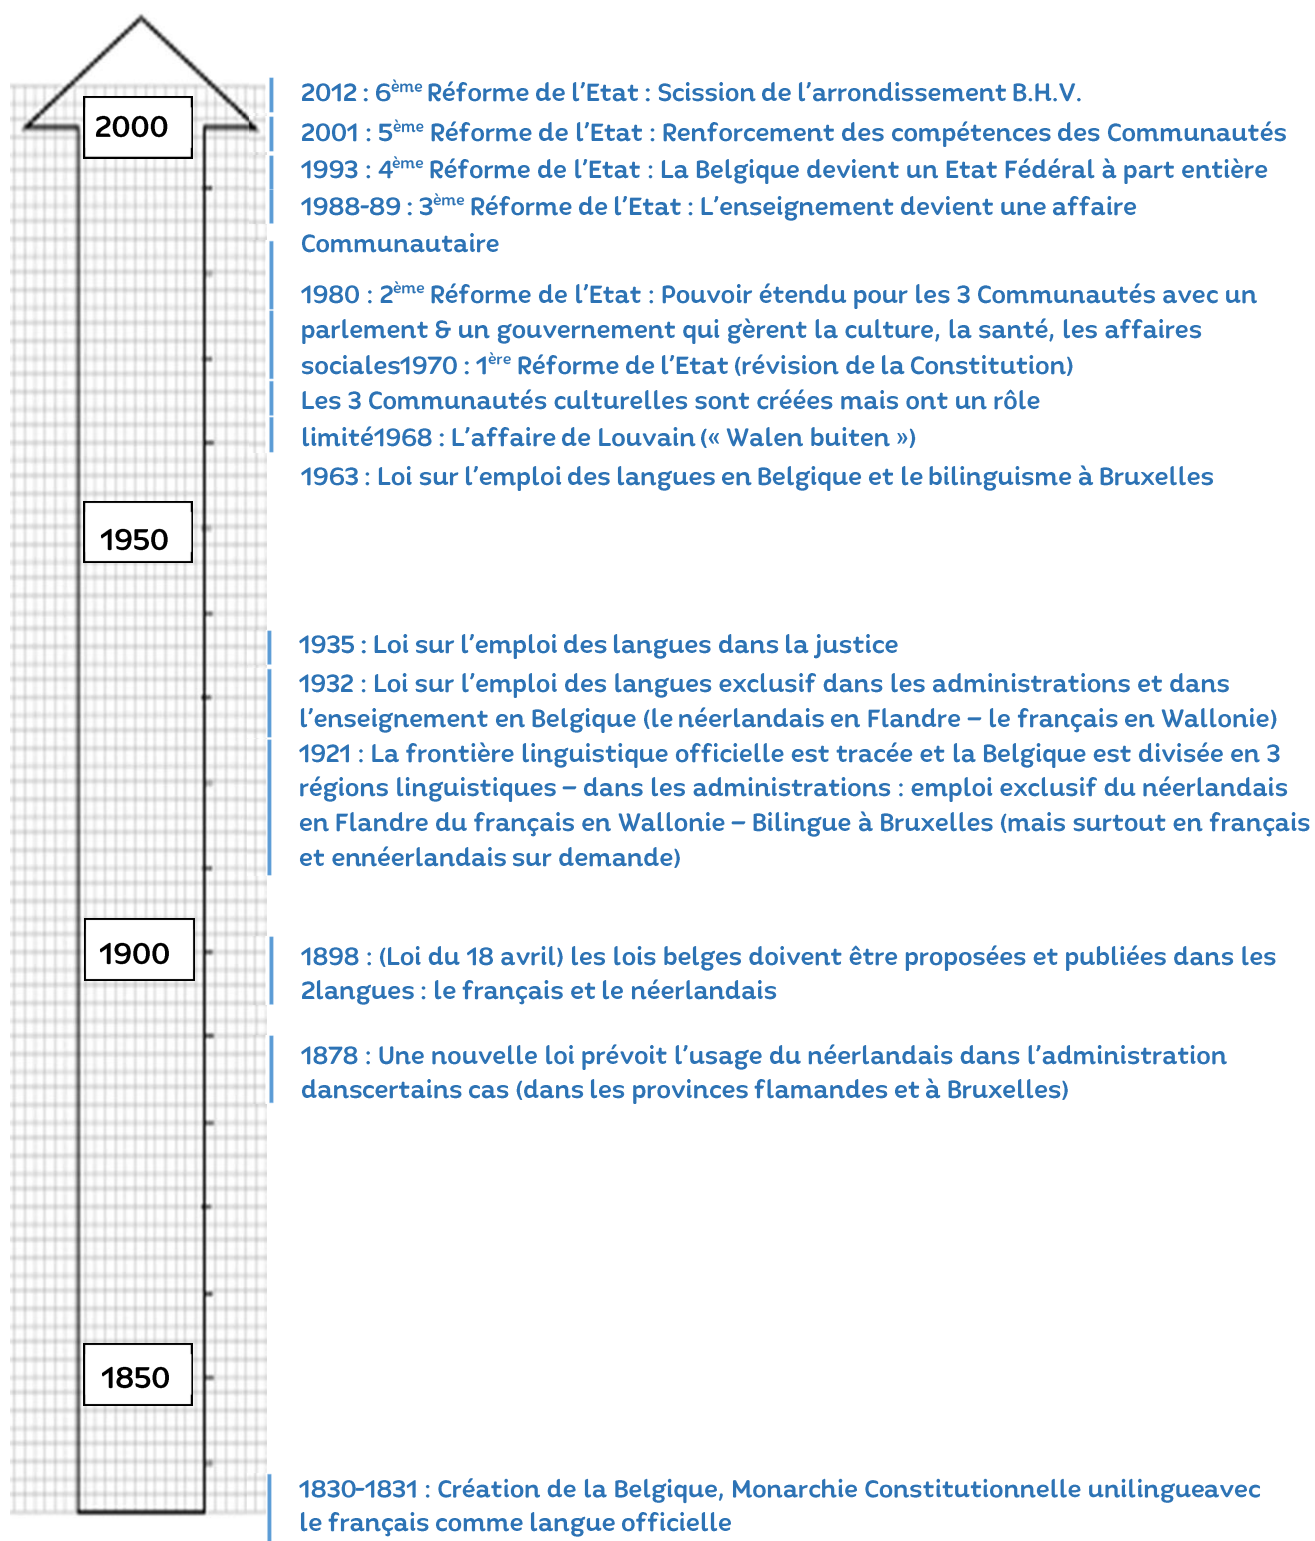 2000
2012 : 6ème Réforme de l'Etat : Scission de l'arrondissement B.H.V.
2001 : 5ème Réforme de l'Etat : Renforcement des compétences des Communautés
1993 : 4ème Réforme de l'Etat : La Belgique devient un Etat Fédéral à part entière
1988-89 : 3ème Réforme de l'Etat : L'enseignement devient une affaire
Communautaire
1980 : 2ème Réforme de l'Etat : Pouvoir étendu pour les 3 Communautés avec un
parlement & un gouvernement qui gèrent la culture, la santé, les affaires
sociales1970 : 1ère Réforme de l'Etat (révision de la Constitution)
Les 3 Communautés culturelles sont créées mais ont un rôle
limité1968 : L'affaire de Louvain (« Walen buiten »)
1963 : Loi sur l'emploi des langues en Belgique et le bilinguisme à Bruxelles
1950
1935 : Loi sur l'emploi des langues dans la justice
1932 : Loi sur l'emploi des langues exclusif dans les administrations et dans
l'enseignement en Belgique (le néerlandais en Flandre – le français en Wallonie)
1921 : La frontière linguistique officielle est tracée et la Belgique est divisée en 3
régions linguistiques – dans les administrations : emploi exclusif du néerlandais
en Flandre du français en Wallonie – Bilingue à Bruxelles (mais surtout en français
et ennéerlandais sur demande)
1900
1898 : (Loi du 18 avril) les lois belges doivent être proposées et publiées dans les
2langues : le français et le néerlandais
1878 : Une nouvelle loi prévoit l'usage du néerlandais dans l'administration
danscertains cas (dans les provinces flamandes et à Bruxelles)
1850
1830-1831 : Création de la Belgique, Monarchie Constitutionnelle unilingueavec
le français comme langue officielle